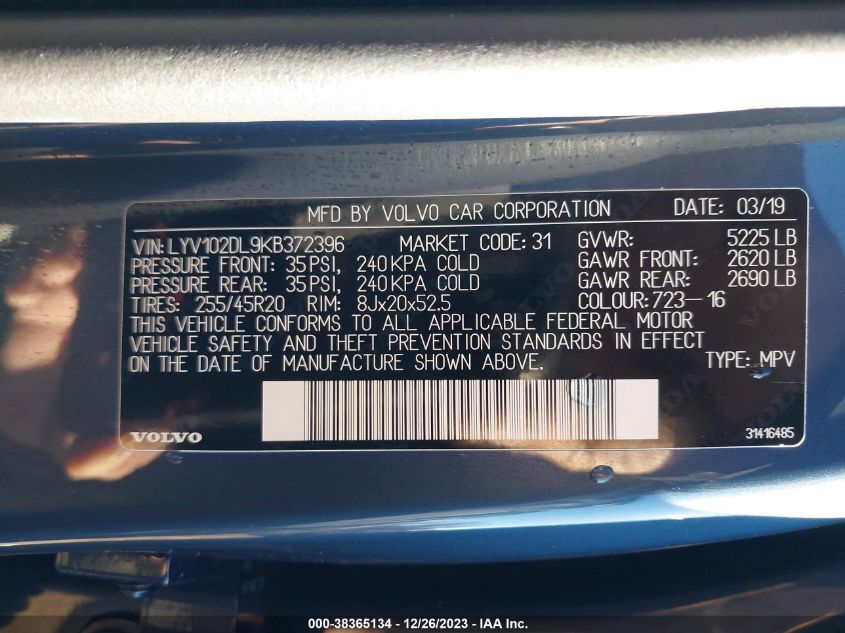 MFD BY VOLVO CAR CORPORATION DATE: 03/19
VIN: LYV102DL9KB372396 MARKET CODE: 31 GVWR: 5225 LB
PRESSURE FRONT: 35 PSI, 240 KPA COLD GAWR FRONT: 2620 LB
PRESSURE REAR: 35 PSI, 240 KPA COLD GAWR REAR: 2690 LB
TIRES: 255/45R20 RIM: 8Jx20x52.5 COLOUR: 723-16
THIS VEHICLE CONFORMS TO ALL APPLICABLE FEDERAL MOTOR
VEHICLE SAFETY AND THEFT PREVENTION STANDARDS IN EFFECT
ON THE DATE OF MANUFACTURE SHOWN ABOVE. TYPE: MPV
VOLVO 31416485
000-38365134 - 12/26/2023 - IAA Inc.